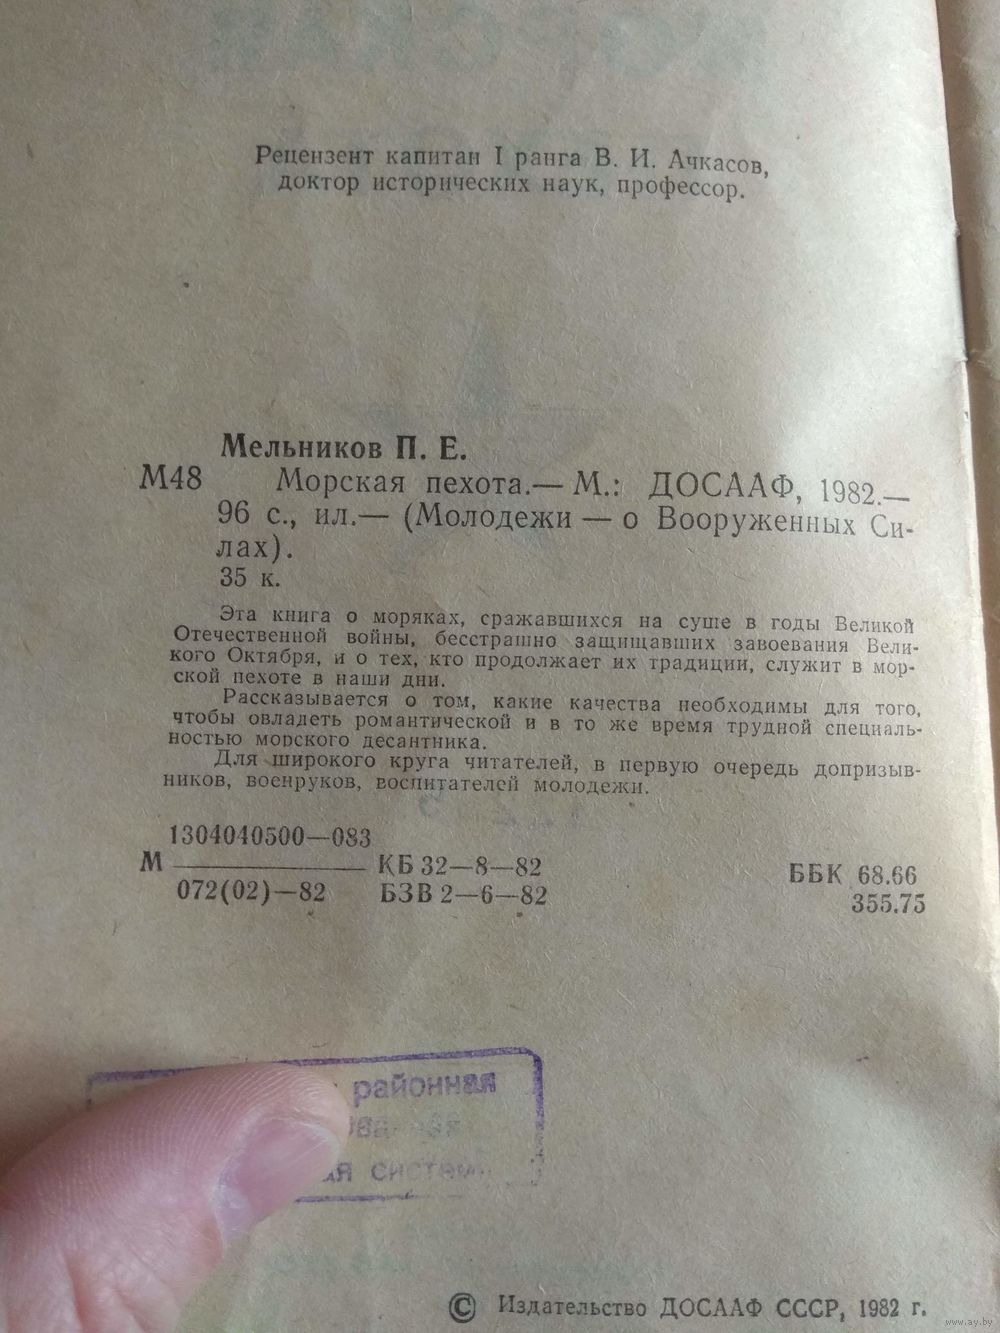 Рецензент капитан I ранга В. И. Ачкасов,
доктор исторических наук, профессор.
Мельников П. Е.
М48 Морская пехота.— М.: ДОСААФ, 1982.—
96 с., ил.— (Молодежи — о Вооруженных Си-
лах).
35 к.
Эта книга о моряках, сражавшихся на суше в годы Великой
Отечественной войны, бесстрашно защищавших завоевания Вели-
кого Октября, и о тех, кто продолжает их традиции, служит в мор-
ской пехоте в наши дни.
Рассказывается о том, какие качества необходимы для того,
чтобы овладеть романтической и в то же время трудной специаль-
ностью морского десантника.
Для широкого круга читателей, в первую очередь допризыв-
ников, военруков, воспитателей молодежи.
1304040500—083
М КБ 32—8—82
072(02)—82 БЗВ 2—6—82
ББК 68.66
355.75
районная
© Издательство ДОСААФ СССР, 1982 г.
www.ay.by